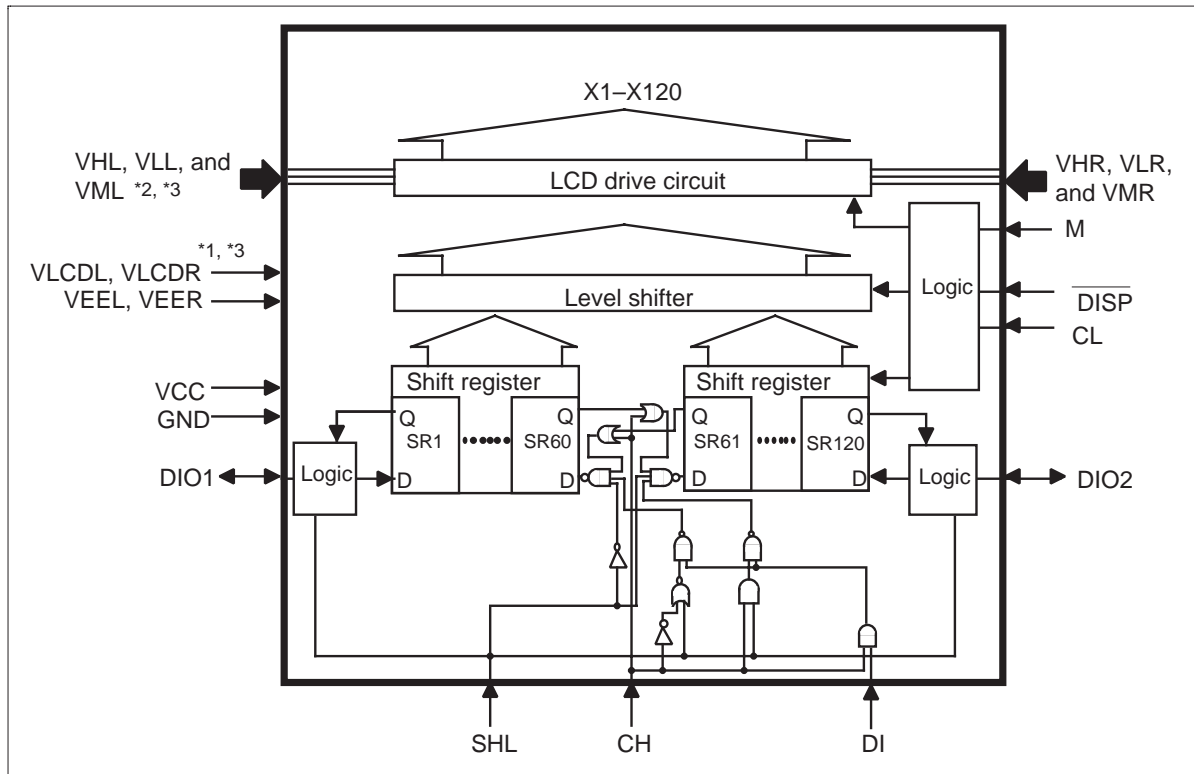 X1–X120
VHL, VLL, and
VML *2, *3
LCD drive circuit
VHR, VLR,
and VMR
M
*1, *3
VLCDL, VLCDR
VEEL, VEER
Level shifter
Logic
DISP
CL
VCC
GND
Shift register
Shift register
Q
SR1
SR60
Q
D
D
Q
SR61
SR120
Q
D
D
DIO1
Logic
Logic
DIO2
SHL
CH
DI